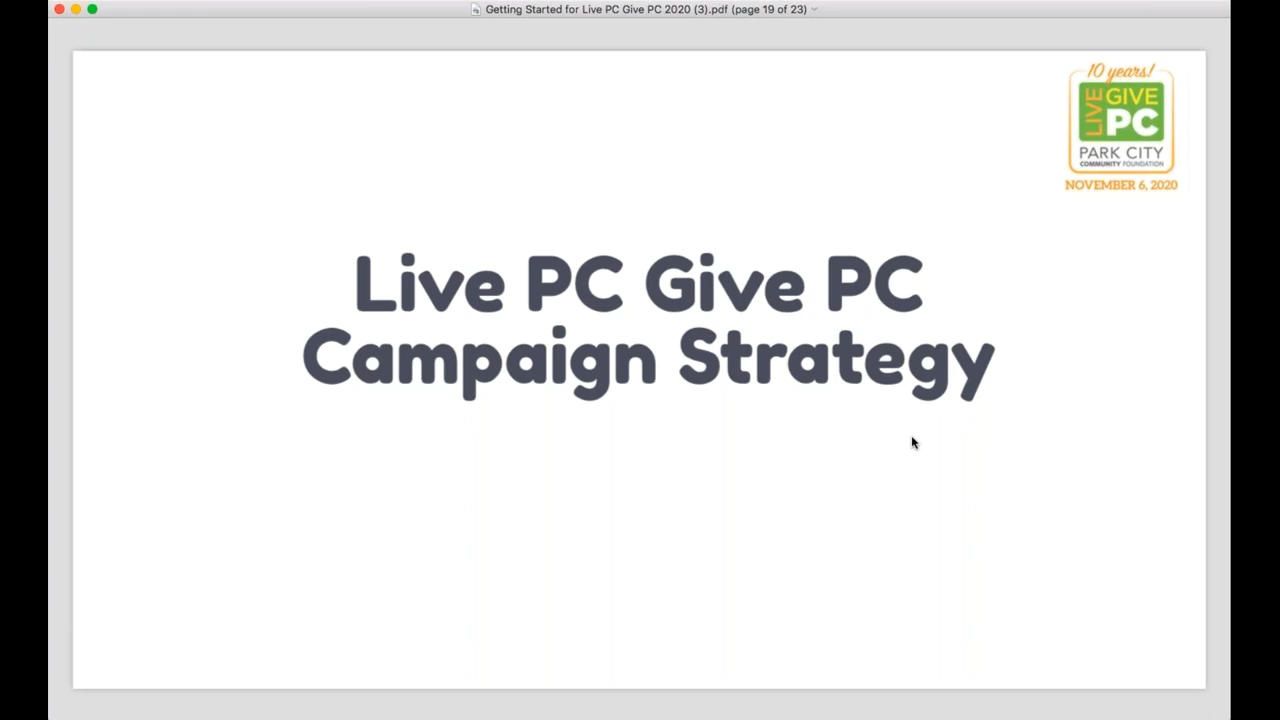 Getting Started for Live PC Give PC 2020 (3).pdf (page 19 of 23)
10 years!
LIVE GIVE
PC
PARK CITY
COMMUNITY FOUNDATION
NOVEMBER 6, 2020
Live PC Give PC
Campaign Strategy